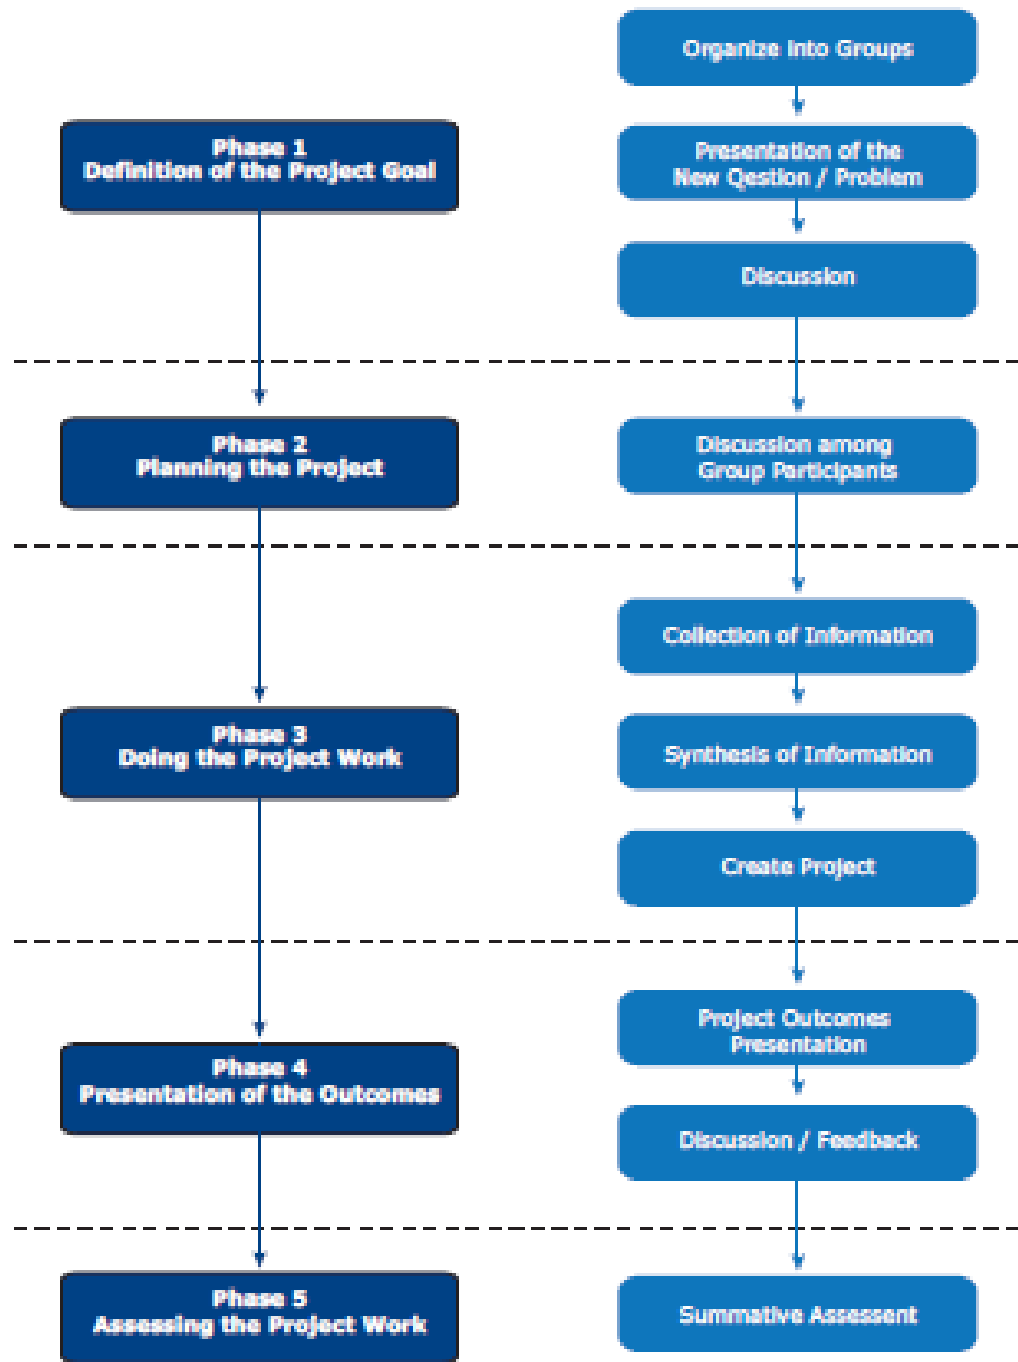 Organize into Groups
Phase 1
Definition of the Project Goal
Presentation of the
New Qestion / Problem
Discussion
Phase 2
Planning the Project
Discussion among
Group Participants
Collection of Information
Phase 3
Doing the Project Work
Synthesis of Information
Create Project
Project Outcomes
Presentation
Phase 4
Presentation of the Outcomes
Discussion / Feedback
Phase 5
Assessing the Project Work
Summative Assessent